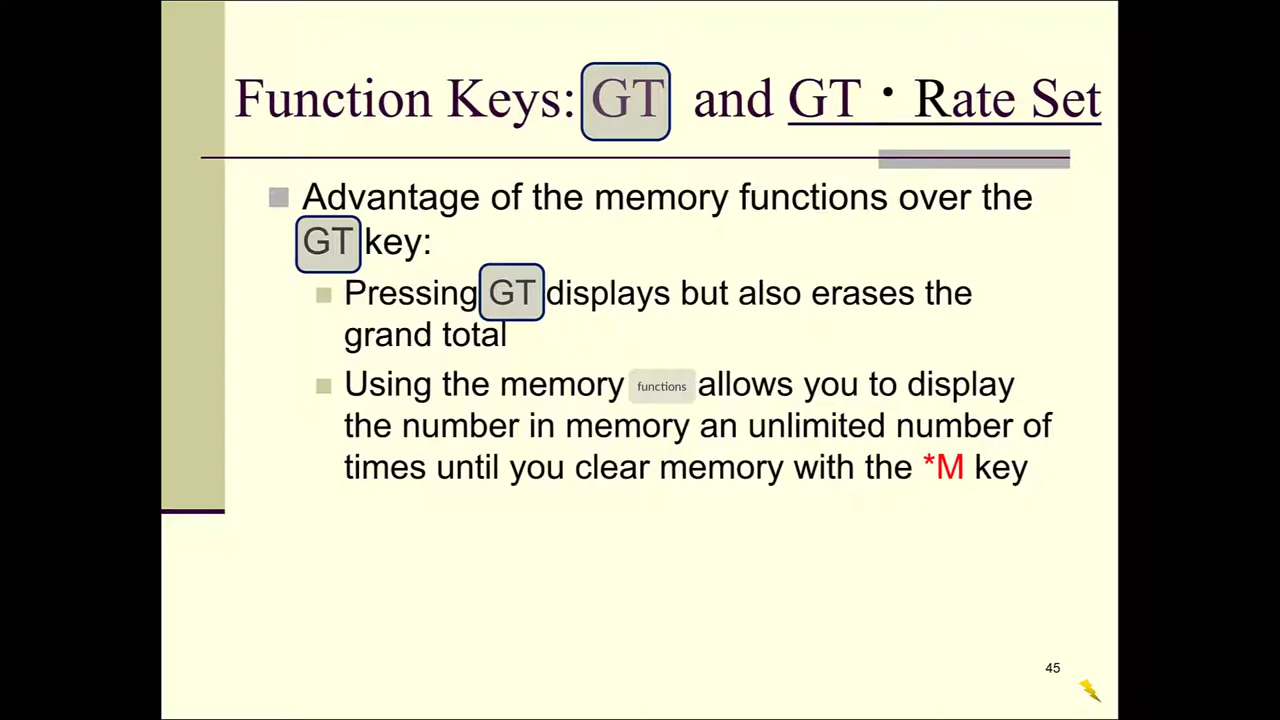 Function Keys: GT and GT · Rate Set
Advantage of the memory functions over the
GT key:
Pressing GT displays but also erases the
grand total
Using the memory functions allows you to display
the number in memory an unlimited number of
times until you clear memory with the *M key
45